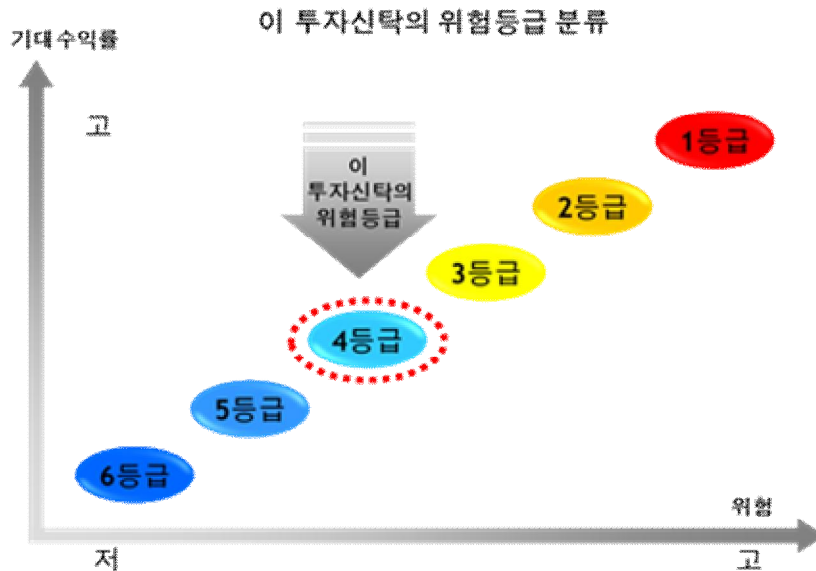 이 투자신탁의 위험등급 분류
기대수익률
고
이
투자신탁의
위험등급
1등급
2등급
3등급
4등급
5등급
6등급
위험
저
고